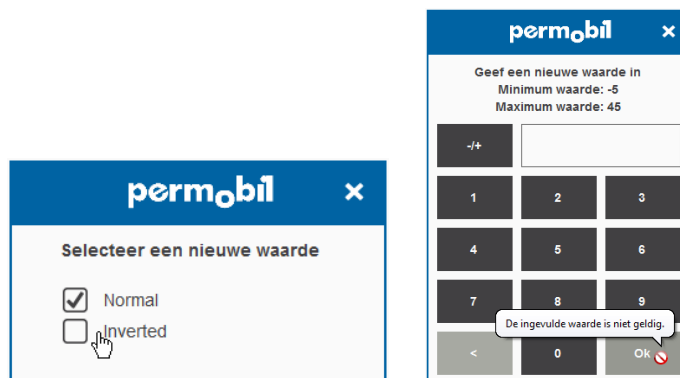 permobil
Selecteer een nieuwe waarde
Normal
Inverted
permobil
Geef een nieuwe waarde in
Minimum waarde: -5
Maximum waarde: 45
-/+
1 2 3
4 5 6
7 8 9
De ingevulde waarde is niet geldig.
< 0 Ok